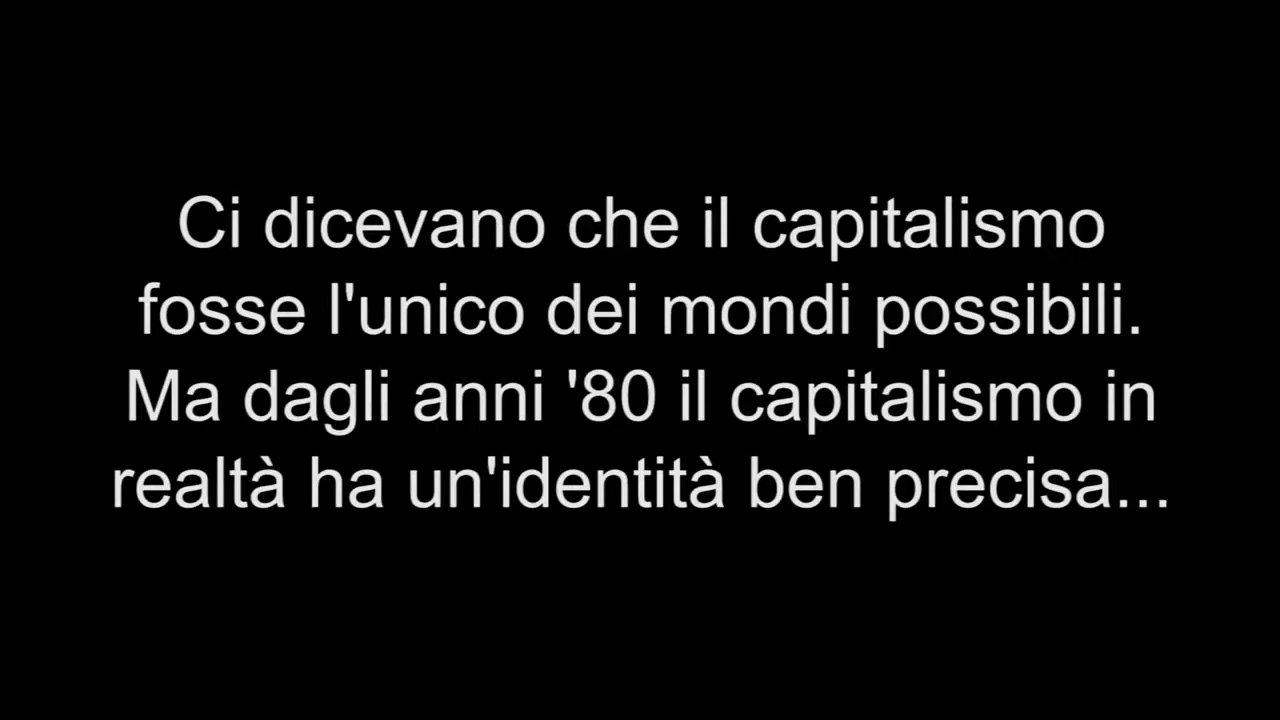 Ci dicevano che il capitalismo
fosse l'unico dei mondi possibili.
Ma dagli anni '80 il capitalismo in
realtà ha un'identità ben precisa...